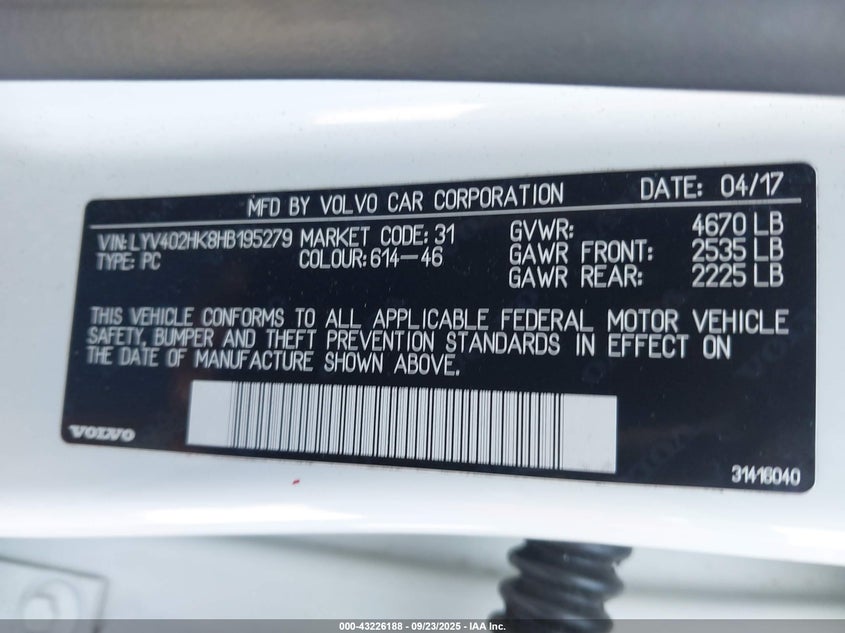 MFD BY VOLVO CAR CORPORATION DATE: 04/17
VIN: LYV402HK8HB195279 MARKET CODE: 31 GVWR: 4670 LB
TYPE: PC COLOUR: 614-46 GAWR FRONT: 2535 LB
GAWR REAR: 2225 LB
THIS VEHICLE CONFORMS TO ALL APPLICABLE FEDERAL MOTOR VEHICLE
SAFETY, BUMPER AND THEFT PREVENTION STANDARDS IN EFFECT ON
THE DATE OF MANUFACTURE SHOWN ABOVE.
VOLVO
31416040
000-43226188 - 09/23/2025 - IAA Inc.